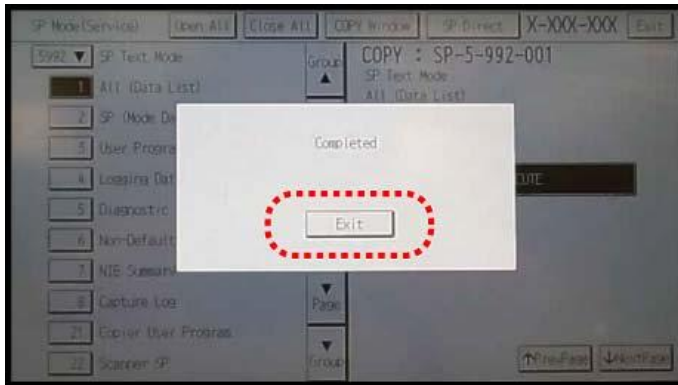 SP Mode(Service) Open All Close All COPY Window SP Direct X-XXX-XXX Exit
5992 SP Text Mode
Group
COPY : SP-5-992-001
SP Text Mode
All (Data List)
1 All (Data List)
2 SP (Mode Da
3 User Progra
4 Logging Dat
5 Diagnostic
6 Non-Default
7 NIB Summary
8 Capture Log
21 Copier User Program
22 Scanner SP
Completed
Exit
UTE
Page
Group
PrevPage NextPage